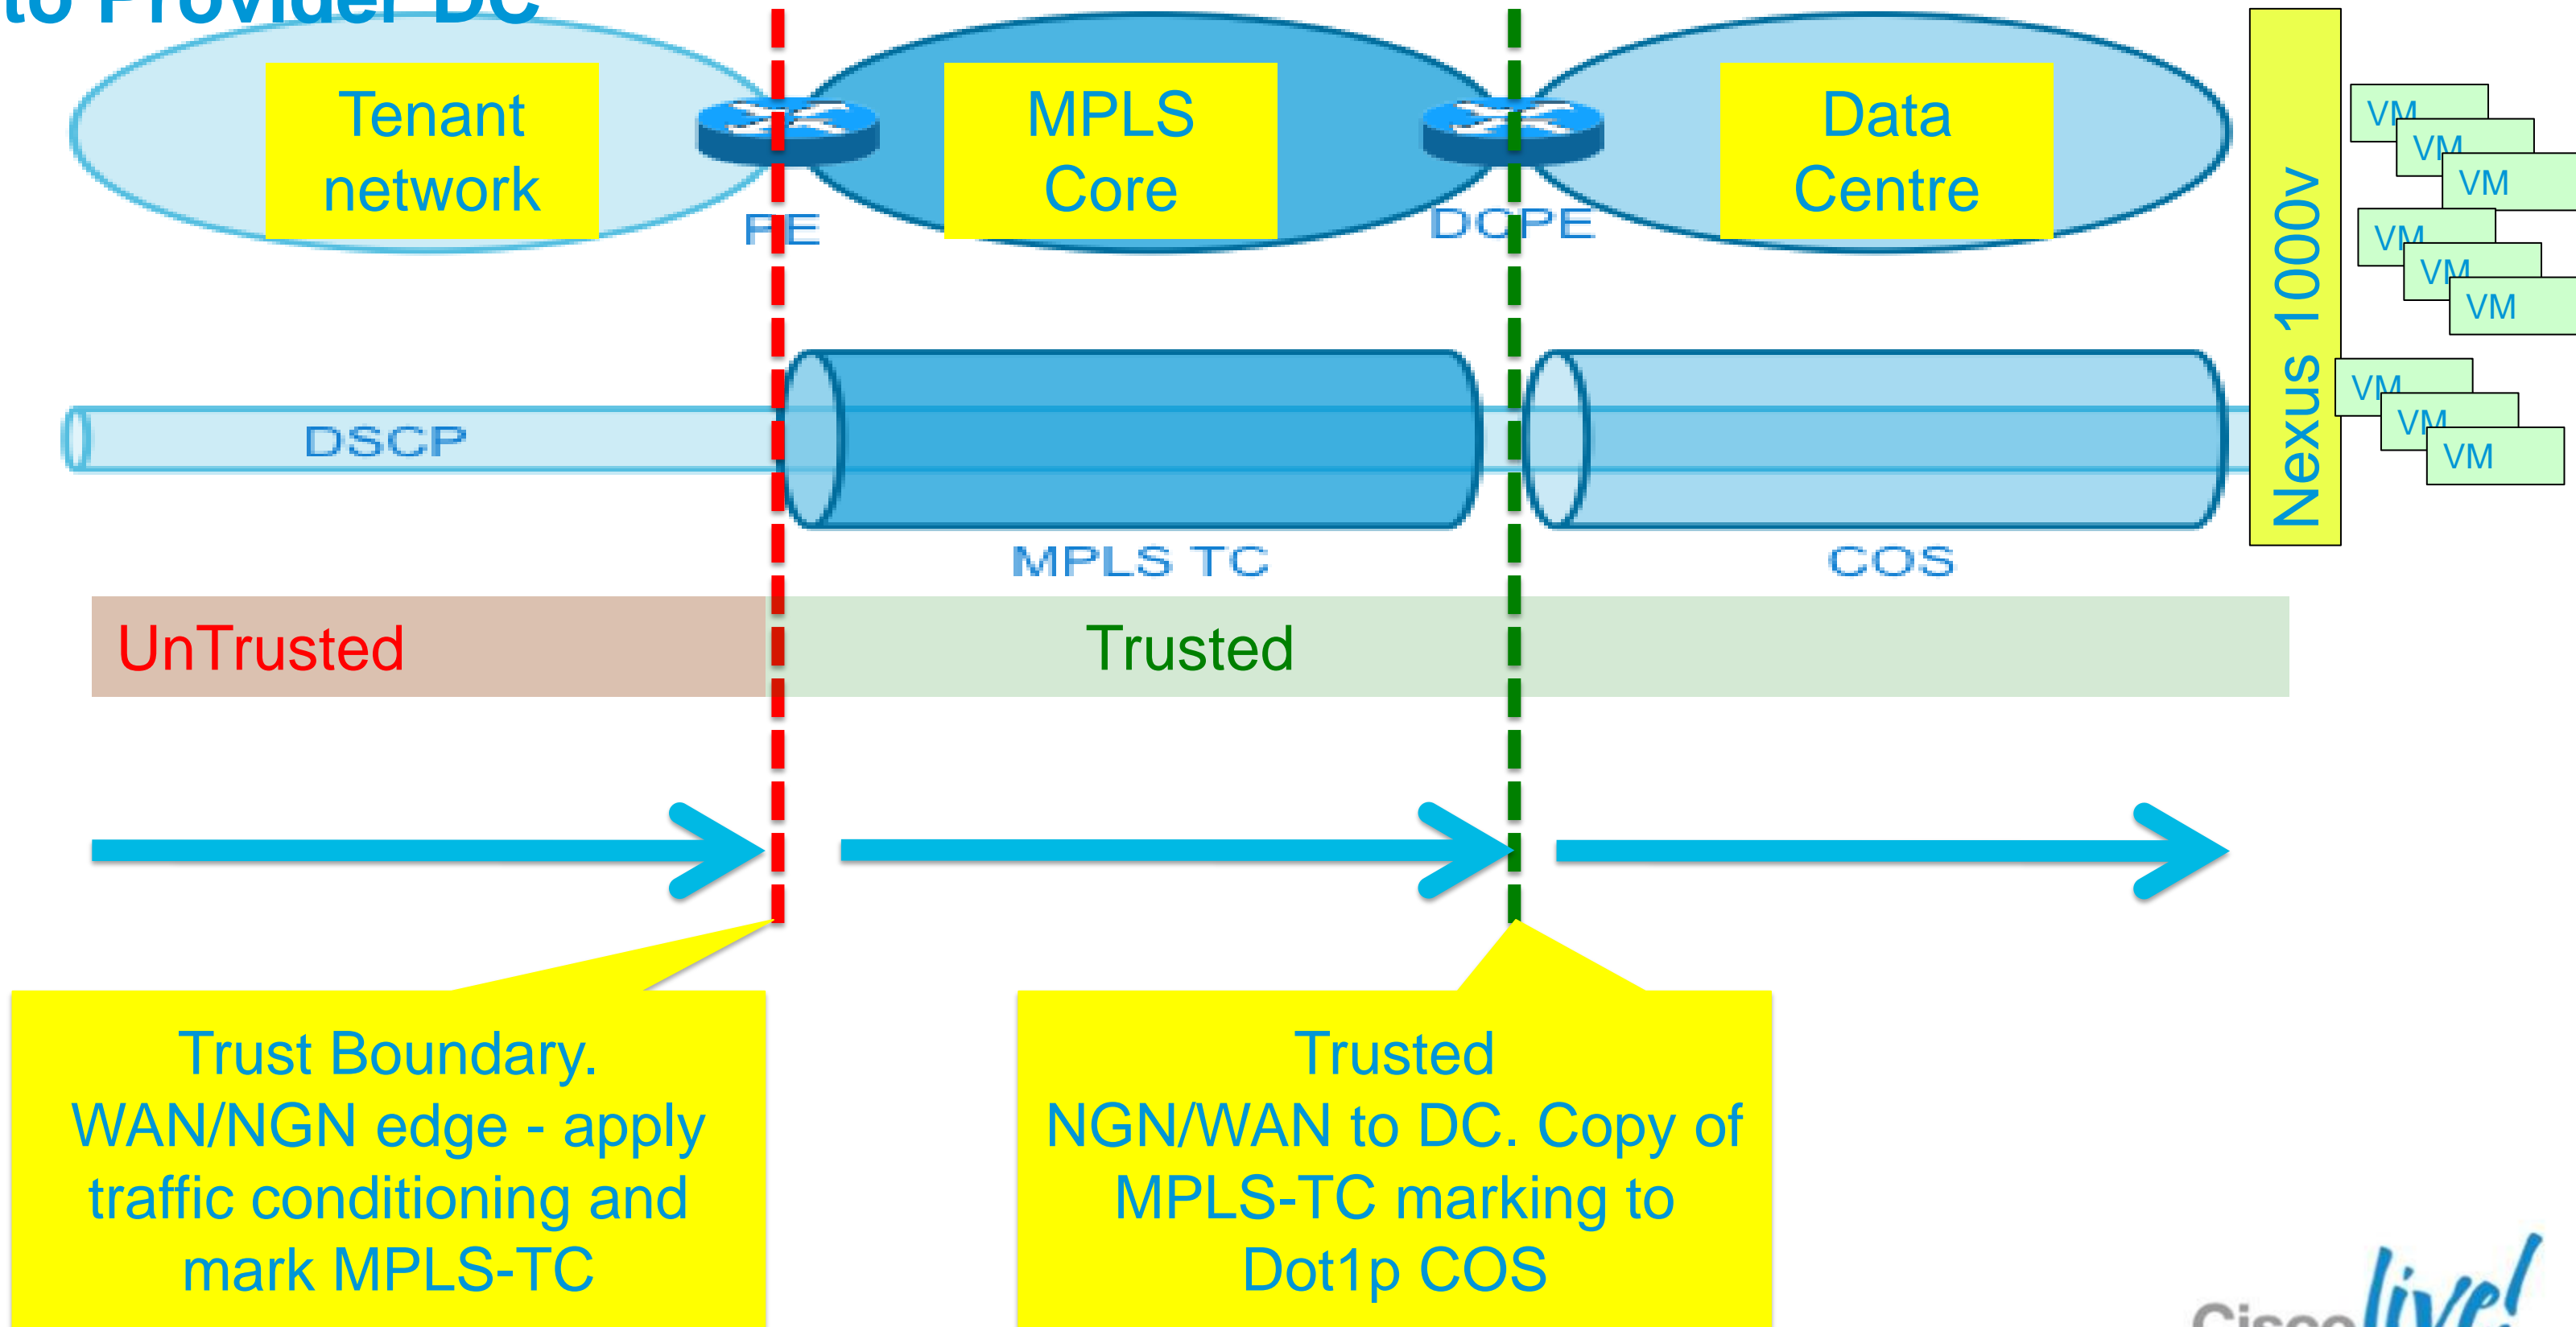 to Provider DC
Tenant
network
MPLS
Core
Data
Centre
PE
DCPE
Nexus 1000v
VM
VM
VM
VM
VM
VM
VM
VM
VM
DSCP
MPLS TC
COS
UnTrusted
Trusted
Trust Boundary.
WAN/NGN edge - apply
traffic conditioning and
mark MPLS-TC
Trusted
NGN/WAN to DC. Copy of
MPLS-TC marking to
Dot1p COS
Cisco live!